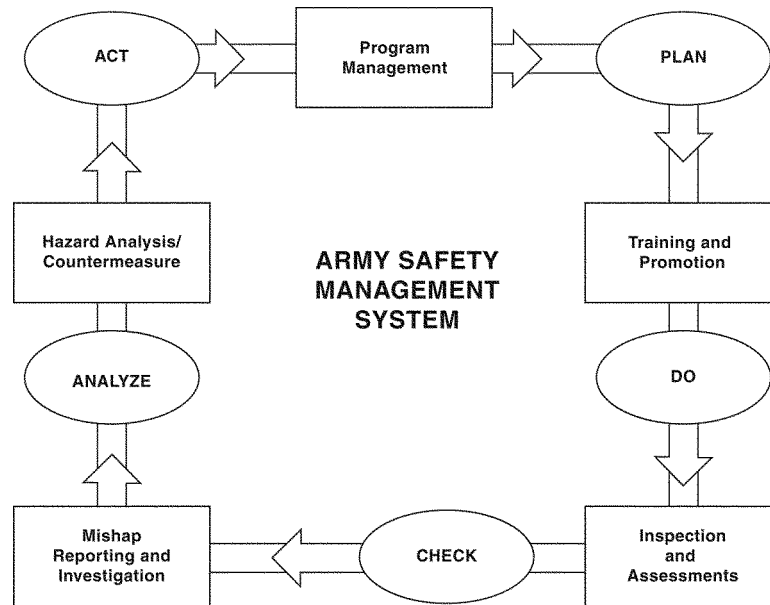 ACT
Program
Management
PLAN
Hazard Analysis/
Countermeasure
ARMY SAFETY
MANAGEMENT
SYSTEM
Training and
Promotion
ANALYZE
DO
Mishap
Reporting and
Investigation
CHECK
Inspection
and
Assessments